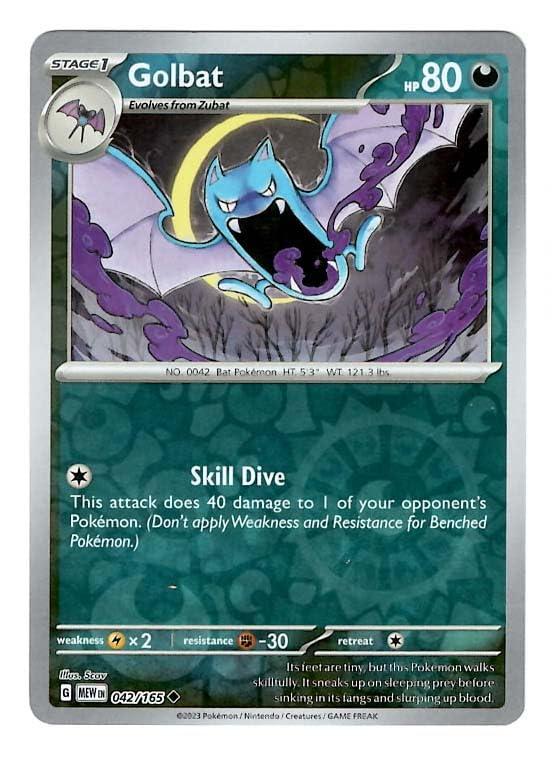 STAGE 1
Golbat
HP 80
Evolves from Zubat
NO. 0042 Bat Pokémon HT. 5'3" WT. 121.3 lbs.
Skill Dive
This attack does 40 damage to 1 of your opponent's
Pokémon. (Don't apply Weakness and Resistance for Benched
Pokémon.)
weakness ×2 resistance -30 retreat
Illus. Scav
Its feet are tiny, but this Pokémon walks
skillfully. It sneaks up on sleeping prey before
sinking in its fangs and slurping up blood.
G MEW EN 042/165
©2023 Pokémon / Nintendo / Creatures / GAME FREAK